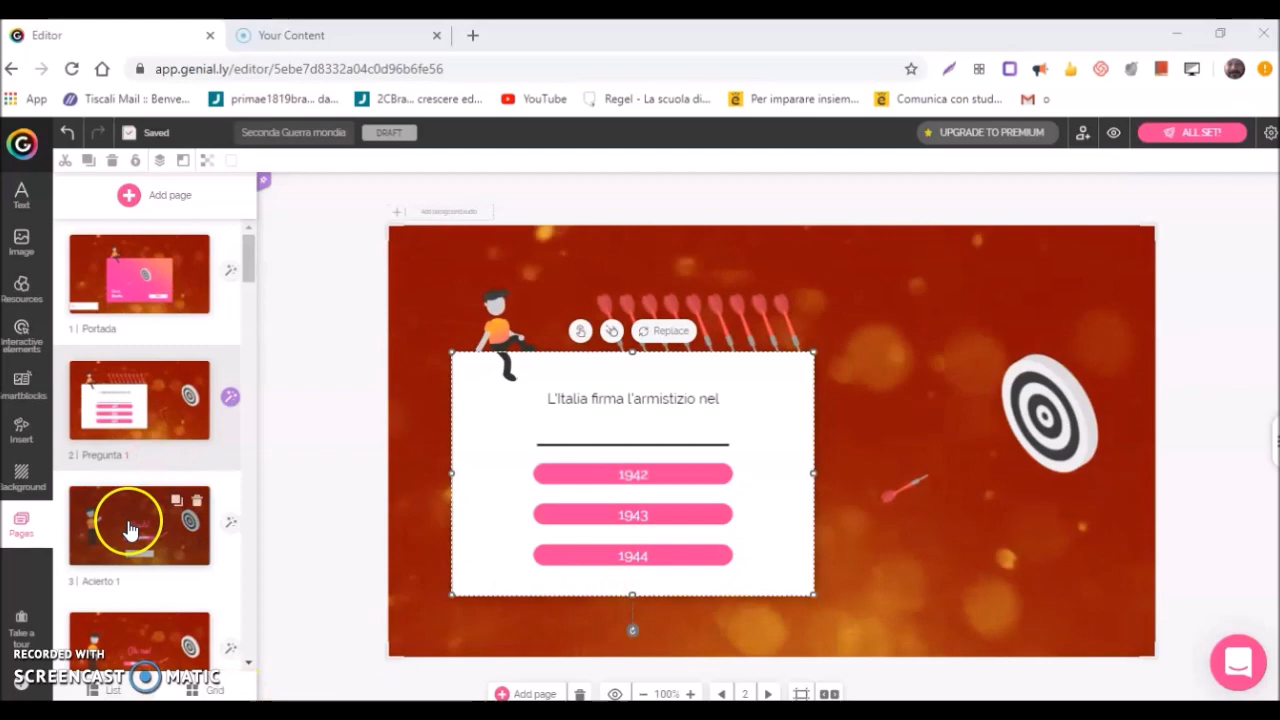 Editor
Your Content
app.genial.ly/editor/5ebe7d8332a04c0d96b6fe56
App
Tiscali Mail :: Benve...
primae1819bra... da...
2CBra... crescere ed...
YouTube
Regel - La scuola di...
Per imparare insiem...
Comunica con stud...
Saved
Seconda Guerra mondia
DRAFT
UPGRADE TO PREMIUM
ALL SET!
Text
Image
Resources
Interactive elements
Smartblocks
Insert
Background
Pages
Take a tour
Add page
1 | Portada
2 | Pregunta 1
3 | Acierto 1
List
Grid
Add background audio
Replace
L'Italia firma l'armistizio nel
1942
1943
1944
Add page
100%
2
RECORDED WITH
SCREENCAST MATIC